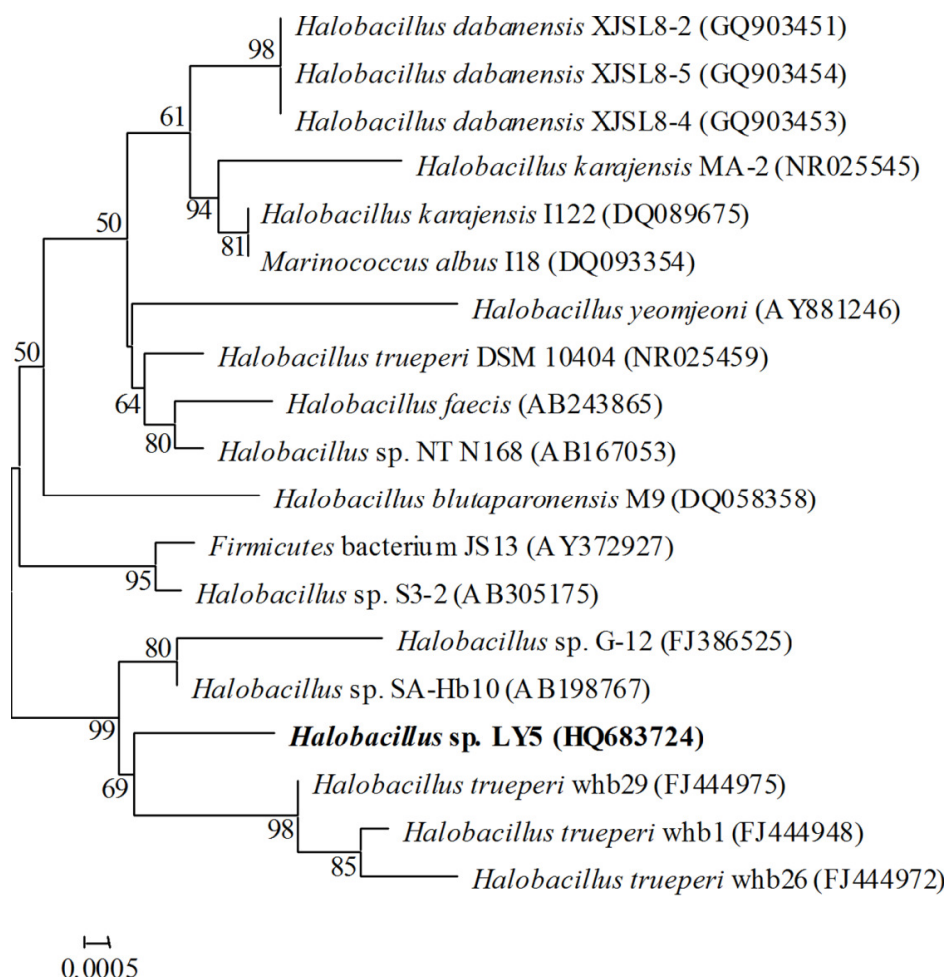 Halobacillus dabanensis XJSL8-2 (GQ903451)
98
Halobacillus dabanensis XJSL8-5 (GQ903454)
Halobacillus dabanensis XJSL8-4 (GQ903453)
61
Halobacillus karajensis MA-2 (NR025545)
94
Halobacillus karajensis I122 (DQ089675)
50
81
Marinococcus albus I18 (DQ093354)
Halobacillus yeomjeoni (AY881246)
50
Halobacillus trueperi DSM 10404 (NR025459)
64
Halobacillus faecis (AB243865)
80
Halobacillus sp. NT N168 (AB167053)
Halobacillus blutaparonensis M9 (DQ058358)
Firmicutes bacterium JS13 (AY372927)
95
Halobacillus sp. S3-2 (AB305175)
80
Halobacillus sp. G-12 (FJ386525)
Halobacillus sp. SA-Hb10 (AB198767)
99
Halobacillus sp. LY5 (HQ683724)
69
Halobacillus trueperi whb29 (FJ444975)
98
Halobacillus trueperi whb1 (FJ444948)
85
Halobacillus trueperi whb26 (FJ444972)
0.0005